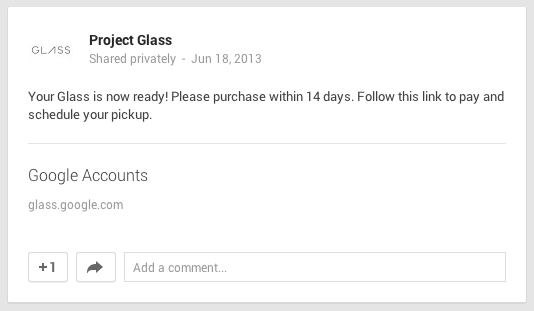 GLASS
Project Glass
Shared privately - Jun 18, 2013
Your Glass is now ready! Please purchase within 14 days. Follow this link to pay and
schedule your pickup.
Google Accounts
glass.google.com
+1
Add a comment...